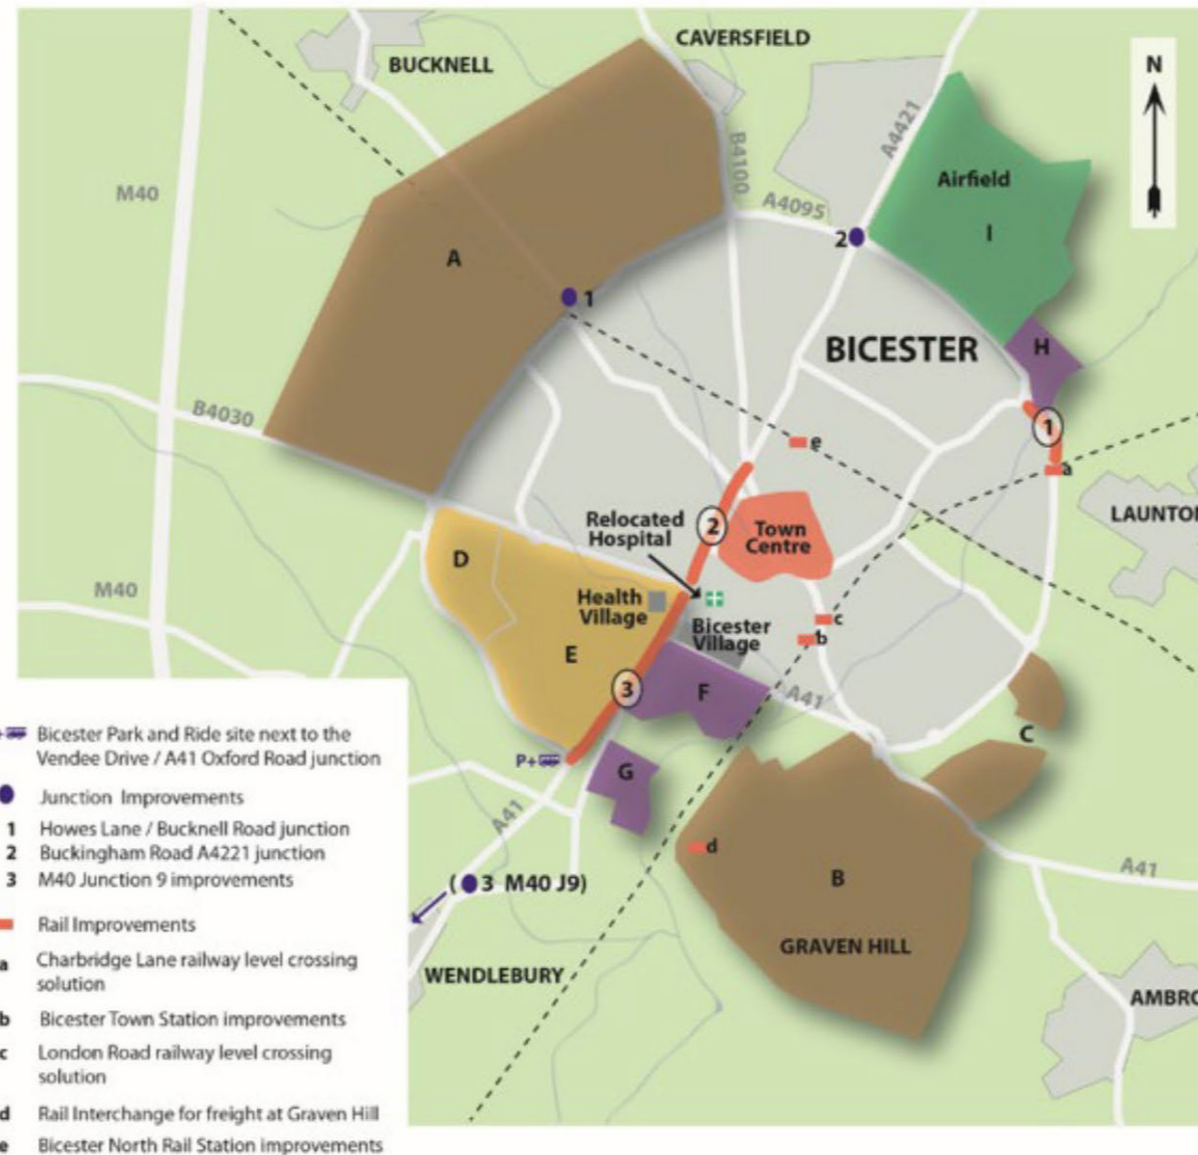 BUCKNELL
CAVERSFIELD
N
M40
B4100
A4421
A4095
Airfield
I
A
2
1
BICESTER
H
B4030
1
e
a
LAUNTO
Relocated
Hospital
2
Town
Centre
D
M40
Health
Village
Bicester
Village
c
b
E
3
F
A41
C
P+
G
A41
d
B
A41
(3 M40 J9)
GRAVEN HILL
WENDLEBURY
AMBRO
+ Bicester Park and Ride site next to the
Vendee Drive / A41 Oxford Road junction
Junction Improvements
1 Howes Lane / Bucknell Road junction
2 Buckingham Road A4221 junction
3 M40 Junction 9 improvements
Rail Improvements
a Charbridge Lane railway level crossing
solution
b Bicester Town Station improvements
c London Road railway level crossing
solution
d Rail Interchange for freight at Graven Hill
e Bicester North Rail Station improvements